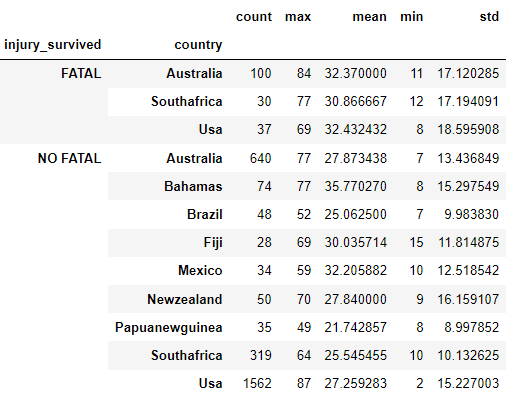 count max mean min std
injury_survived country
FATAL Australia 100 84 32.370000 11 17.120285
Southafrica 30 77 30.866667 12 17.194091
Usa 37 69 32.432432 8 18.595908
NO FATAL Australia 640 77 27.873438 7 13.436849
Bahamas 74 77 35.770270 8 15.297549
Brazil 48 52 25.062500 7 9.983830
Fiji 28 69 30.035714 15 11.814875
Mexico 34 59 32.205882 10 12.518542
Newzealand 50 70 27.840000 9 16.159107
Papuanewguinea 35 49 21.742857 8 8.997852
Southafrica 319 64 25.545455 10 10.132625
Usa 1562 87 27.259283 2 15.227003